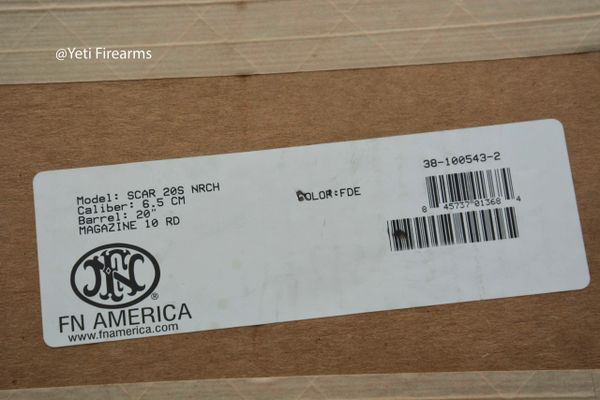 @Yeti Firearms
Model: SCAR 20S NRCH
Caliber: 6.5 CM
Barrel: 20"
MAGAZINE 10 RD
COLOR:FDE
38-100543-2
8 45737 01368 4
FN
®
FN AMERICA
www.fnamerica.com